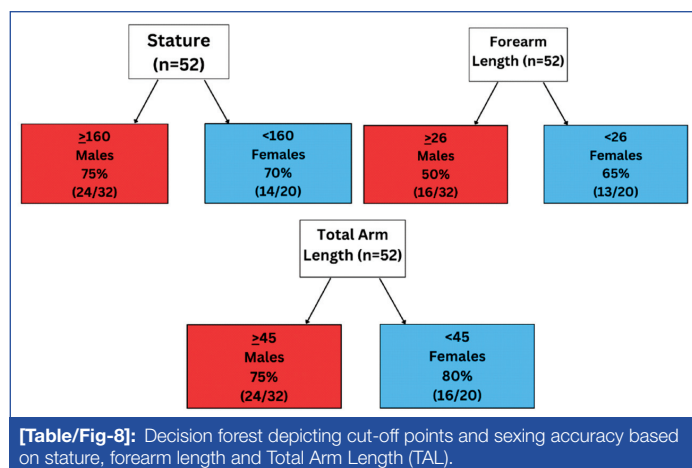 Stature
(n=52)
Forearm
Length (n=52)
≥160
Males
75%
(24/32)
<160
Females
70%
(14/20)
≥26
Males
50%
(16/32)
<26
Females
65%
(13/20)
Total Arm
Length (n=52)
≥45
Males
75%
(24/32)
<45
Females
80%
(16/20)
[Table/Fig-8]: Decision forest depicting cut-off points and sexing accuracy based
on stature, forearm length and Total Arm Length (TAL).